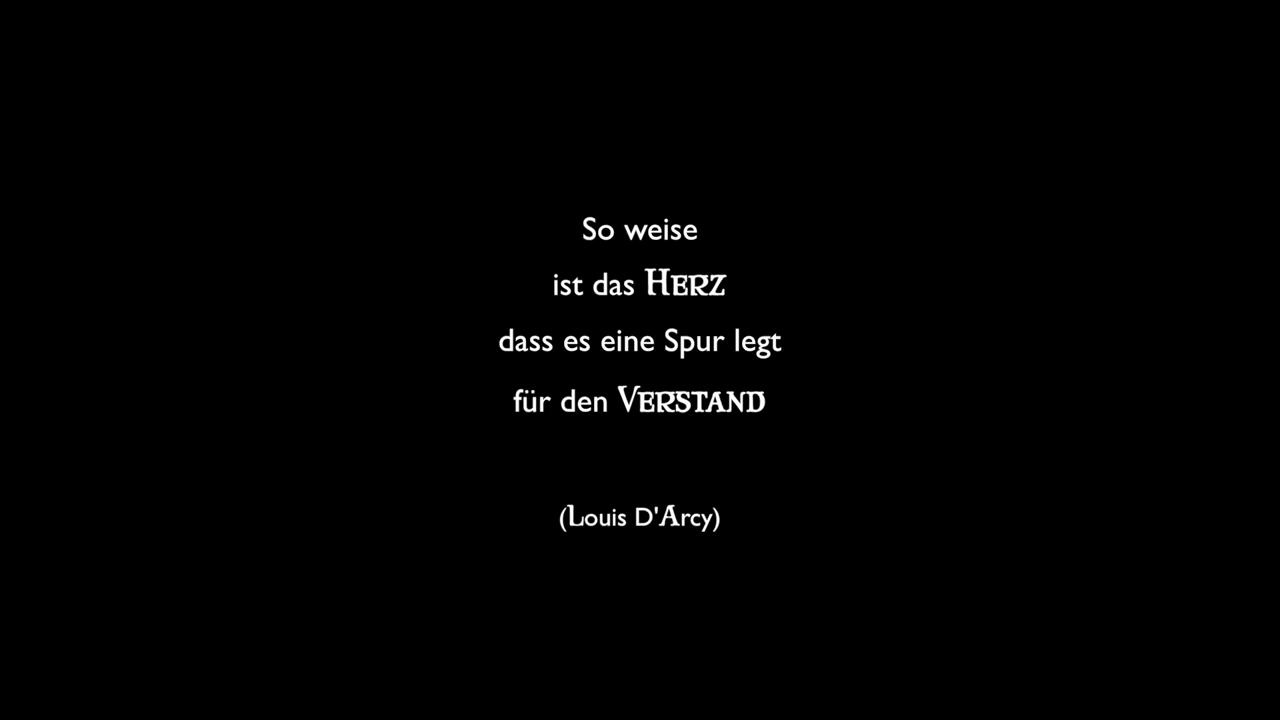 So weise
ist das HERZ
dass es eine Spur legt
für den VERSTAND
(Louis D'Arcy)